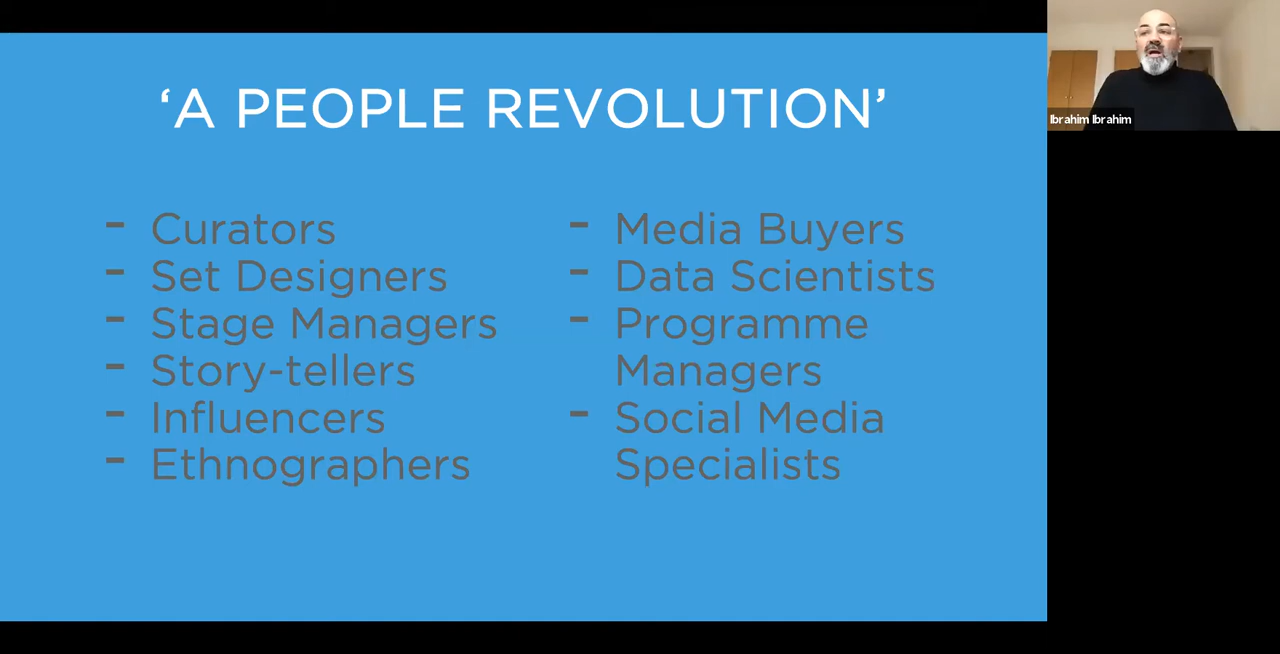 ‘A PEOPLE REVOLUTION’
- Curators
- Set Designers
- Stage Managers
- Story-tellers
- Influencers
- Ethnographers
- Media Buyers
- Data Scientists
- Programme
Managers
- Social Media
Specialists
Ibrahim Ibrahim